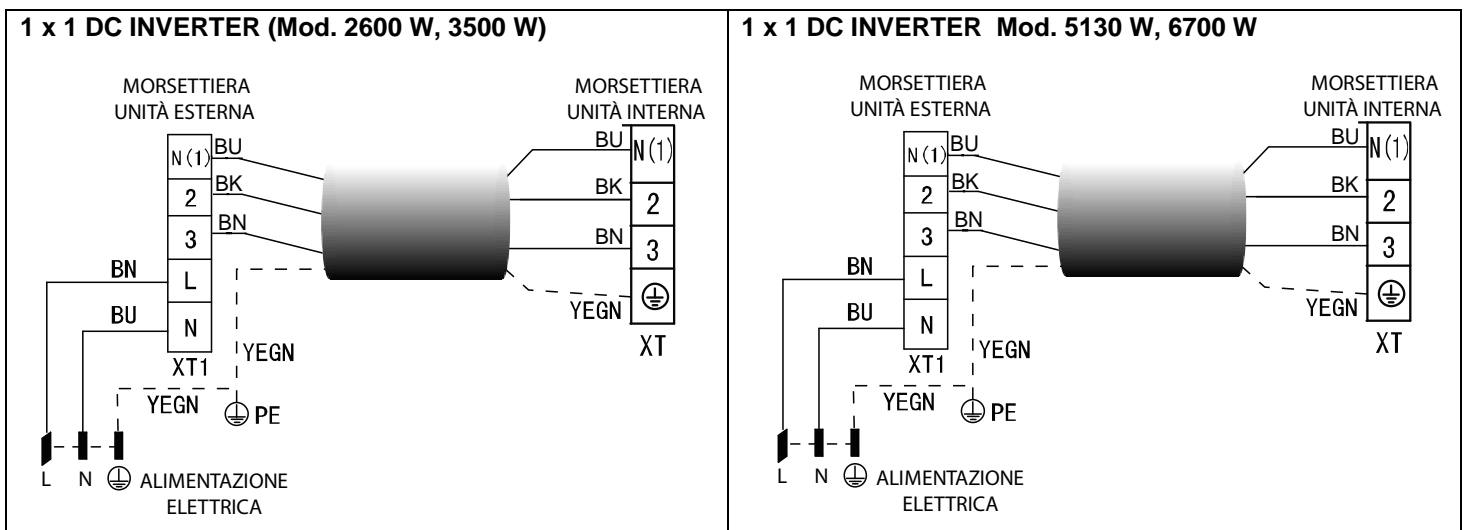 1 x 1 DC INVERTER (Mod. 2600 W, 3500 W)
MORSETTIERA
UNITÀ ESTERNA
MORSETTIERA
UNITÀ INTERNA
N(1)
BU
BU
N(1)
2
BK
BK
2
3
BN
BN
3
BN
L
BU
N
YEGN
XT1
YEGN
XT
YEGN
PE
L
N
ALIMENTAZIONE
ELETTRICA
1 x 1 DC INVERTER Mod. 5130 W, 6700 W
MORSETTIERA
UNITÀ ESTERNA
MORSETTIERA
UNITÀ INTERNA
N(1)
BU
BU
N(1)
2
BK
BK
2
3
BN
BN
3
BN
L
BU
N
YEGN
XT1
YEGN
XT
YEGN
PE
L
N
ALIMENTAZIONE
ELETTRICA